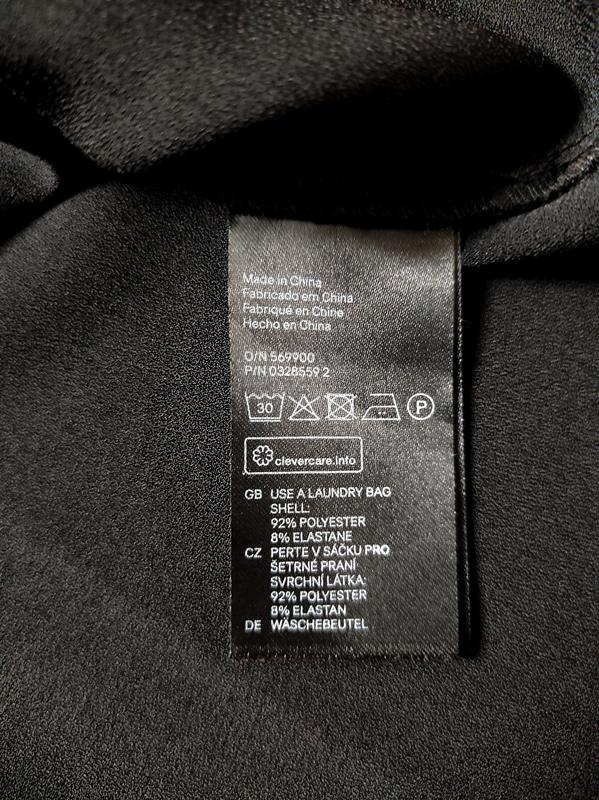 Made in China
Fabricado em China
Fabriqué en Chine
Hecho en China
O/N 569900
P/N 0328559 2
30 P
clevercare.info
GB USE A LAUNDRY BAG
SHELL:
92% POLYESTER
8% ELASTANE
CZ PERTE V SÁČKU PRO
ŠETRNÉ PRANÍ
SVRCHNÍ LÁTKA:
92% POLYESTER
8% ELASTAN
DE WÄSCHEBEUTEL